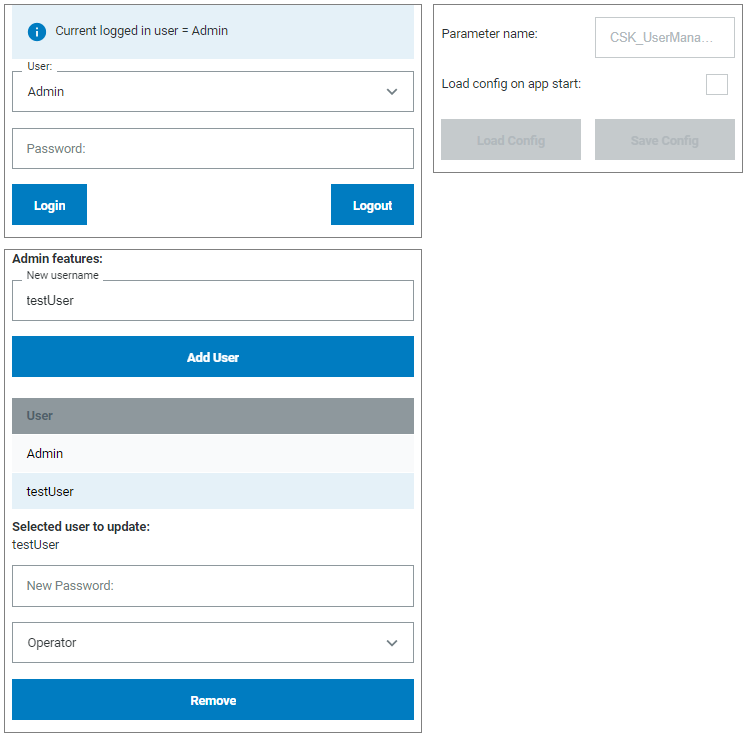 Current logged in user = Admin
User:
Admin
Password:
Login
Logout
Admin features:
New username
testUser
Add User
User
Admin
testUser
Selected user to update:
testUser
New Password:
Operator
Remove
Parameter name:
CSK_UserMana...
Load config on app start:
Load Config
Save Config